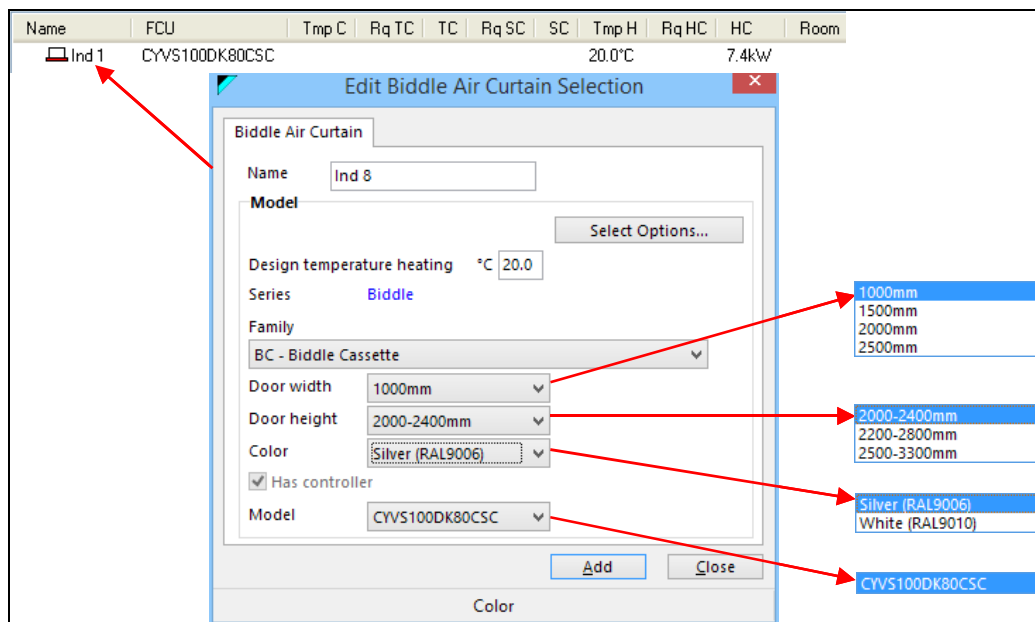 Name FCU Tmp C Rq TC TC Rq SC SC Tmp H Rq HC HC Room
Ind 1 CYVS100DK80CSC 20.0°C 7.4kW
Edit Biddle Air Curtain Selection
Biddle Air Curtain
Name Ind 8
Model
Select Options...
Design temperature heating °C 20.0
Series Biddle
Family
BC - Biddle Cassette
Door width 1000mm
Door height 2000-2400mm
Color Silver (RAL9006)
Has controller
Model CYVS100DK80CSC
Add Close
Color
1000mm
1500mm
2000mm
2500mm
2000-2400mm
2200-2800mm
2500-3300mm
Silver (RAL9006)
White (RAL9010)
CYVS100DK80CSC